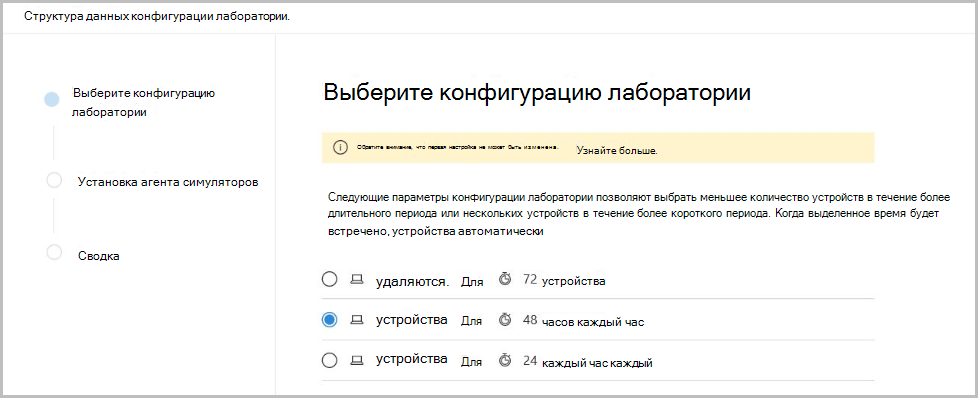 Структура данных конфигурации лаборатории.
Выберите конфигурацию
лаборатории
Установка агента симуляторов
Сводка
Выберите конфигурацию лаборатории
Обратите внимание, что первая настройка не может быть изменена. Узнайте больше.
Следующие параметры конфигурации лаборатории позволяют выбрать меньшее количество устройств в течение более
длительного периода или нескольких устройств в течение более короткого периода. Когда выделенное время будет
встречено, устройства автоматически
удаляются. Для 72 устройства
устройства Для 48 часов каждый час
устройства Для 24 каждый час каждый